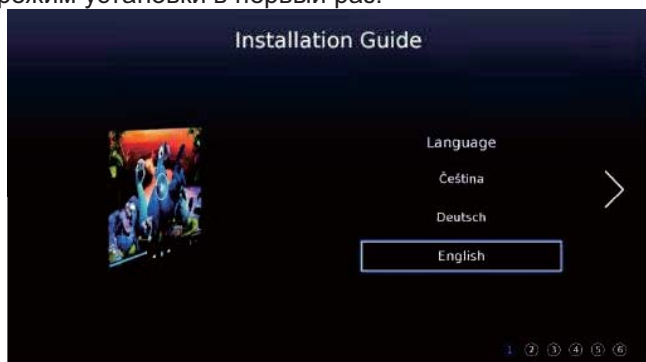 режим установки в первый раз.
Installation Guide
Language
Čeština
Deutsch
English
1 2 3 4 5 6